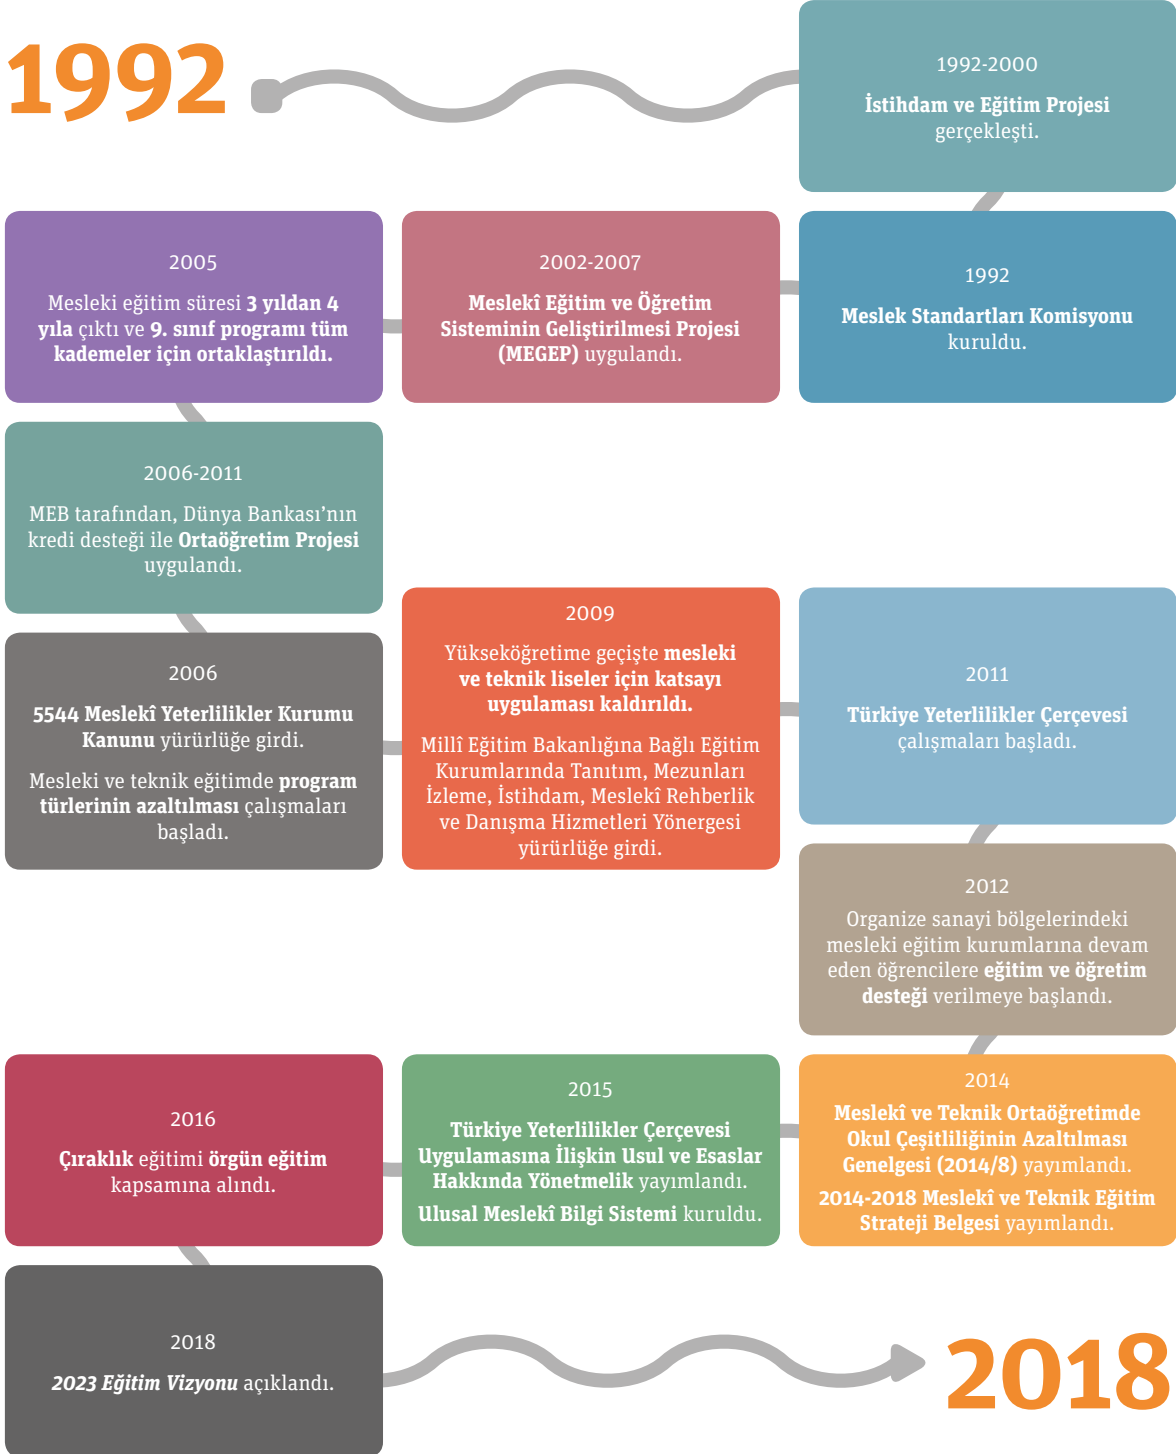 1992
1992-2000
İstihdam ve Eğitim Projesi
gerçekleşti.
1992
Meslek Standartları Komisyonu
kuruldu.
2002-2007
Meslekî Eğitim ve Öğretim
Sisteminin Geliştirilmesi Projesi
(MEGEP) uygulandı.
2005
Mesleki eğitim süresi 3 yıldan 4
yıla çıktı ve 9. sınıf programı tüm
kademeler için ortaklaştırıldı.
2006-2011
MEB tarafından, Dünya Bankası’nın
kredi desteği ile Ortaöğretim Projesi
uygulandı.
2006
5544 Meslekî Yeterlilikler Kurumu
Kanunu yürürlüğe girdi.
Mesleki ve teknik eğitimde program
türlerinin azaltılması çalışmaları
başladı.
2009
Yükseköğretime geçişte mesleki
ve teknik liseler için katsayı
uygulaması kaldırıldı.
Millî Eğitim Bakanlığına Bağlı Eğitim
Kurumlarında Tanıtım, Mezunları
İzleme, İstihdam, Meslekî Rehberlik
ve Danışma Hizmetleri Yönergesi
yürürlüğe girdi.
2011
Türkiye Yeterlilikler Çerçevesi
çalışmaları başladı.
2012
Organize sanayi bölgelerindeki
mesleki eğitim kurumlarına devam
eden öğrencilere eğitim ve öğretim
desteği verilmeye başlandı.
2014
Meslekî ve Teknik Ortaöğretimde
Okul Çeşitliliğinin Azaltılması
Genelgesi (2014/8) yayımlandı.
2014-2018 Meslekî ve Teknik Eğitim
Strateji Belgesi yayımlandı.
2015
Türkiye Yeterlilikler Çerçevesi
Uygulamasına İlişkin Usul ve Esaslar
Hakkında Yönetmelik yayımlandı.
Ulusal Meslekî Bilgi Sistemi kuruldu.
2016
Çıraklık eğitimi örgün eğitim
kapsamına alındı.
2018
2023 Eğitim Vizyonu açıklandı.
2018